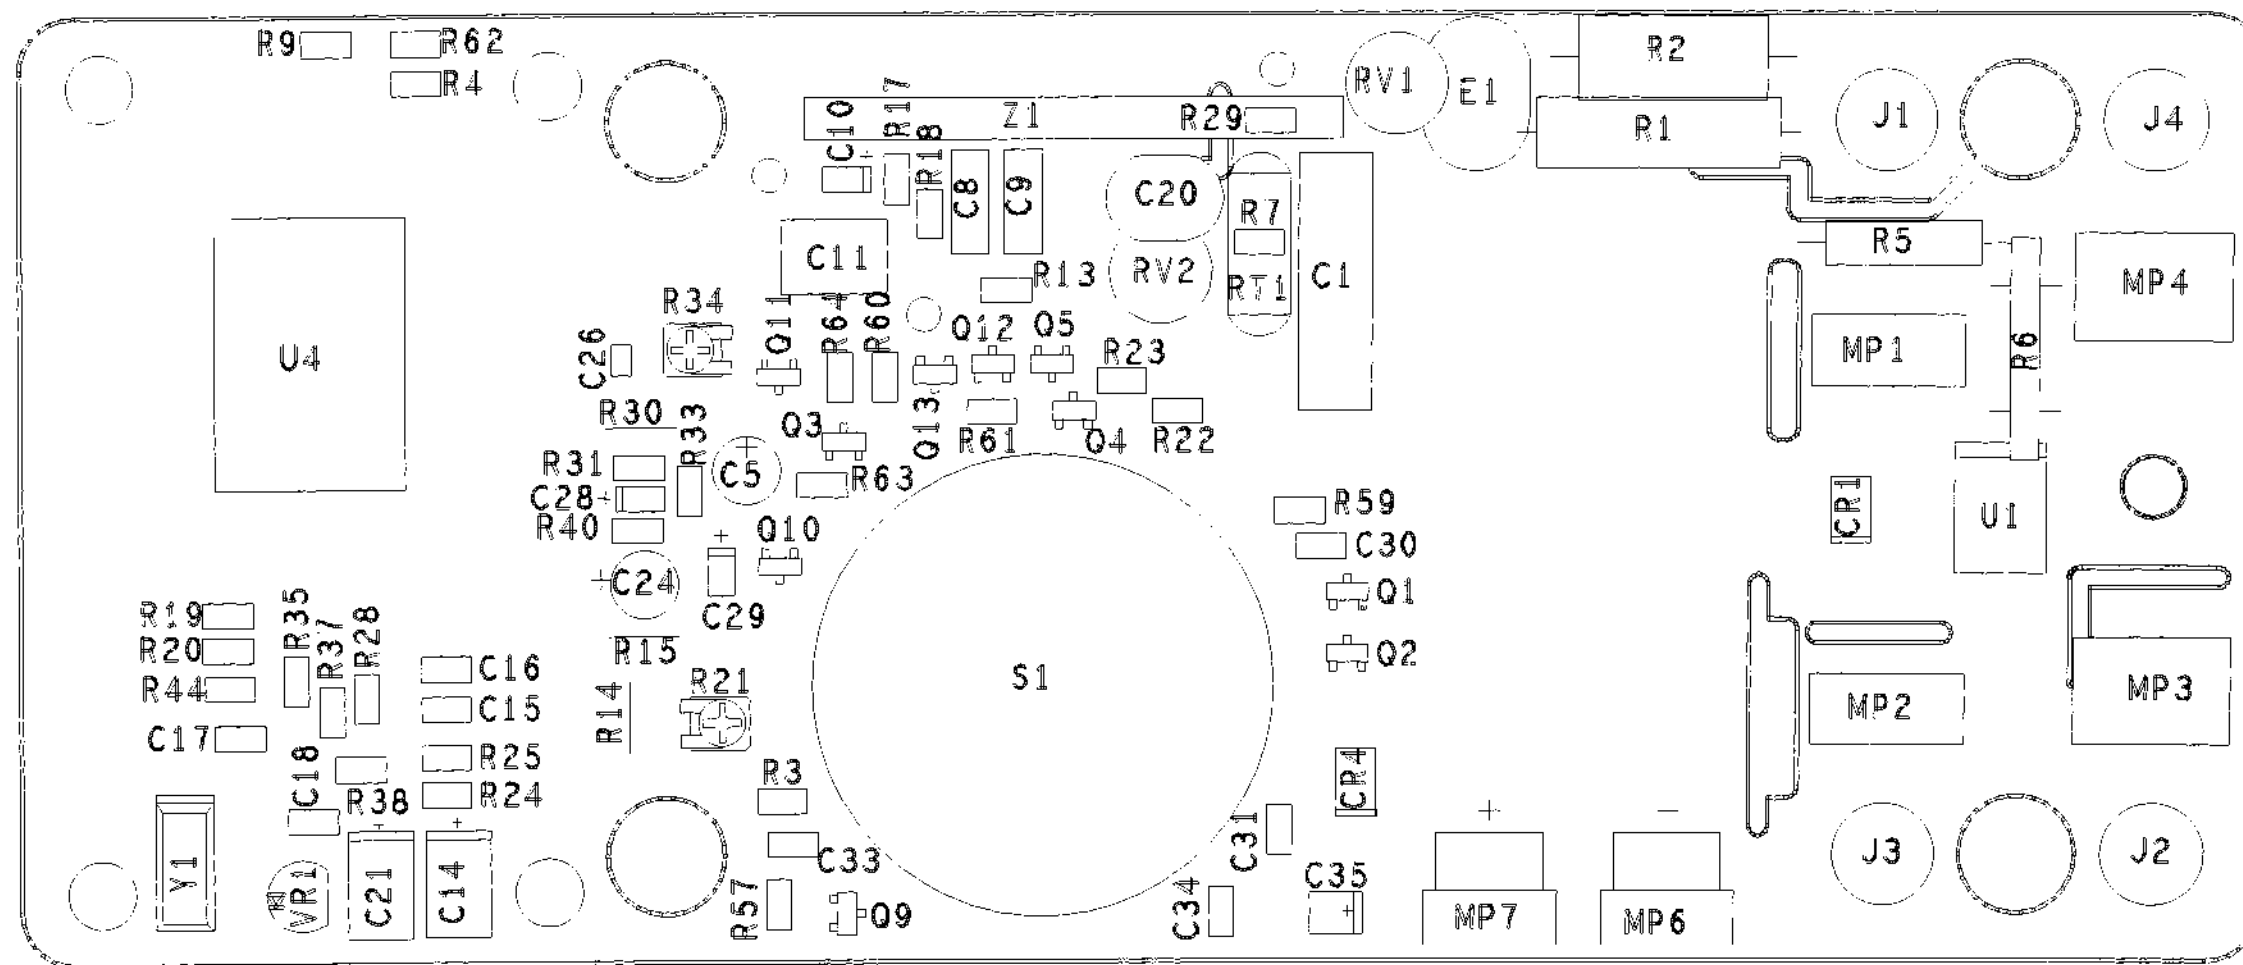 R9
R62
R4
R17
C10
Z1
R29
RV1
E1
R2
R1
J1
J4
R18
C8
C9
C20
R7
R5
C11
RV2
RT1
C1
R13
MP4
R34
Q11
R64
R60
Q12
Q5
U4
C26
R23
MP1
R6
R30
R33
Q3
Q13
R61
Q4
R22
R31
C5
R63
C28
R40
Q10
R59
C30
CR1
U1
C24
C29
Q1
R19
R35
R37
R28
R20
R15
Q2
R44
C16
R21
S1
C15
R14
MP2
MP3
C17
C18
R25
R38
R24
R3
CR4
+
−
C31
C33
J3
J2
Y1
VR1
C21
C14
R57
Q9
C34
C35
MP7
MP6